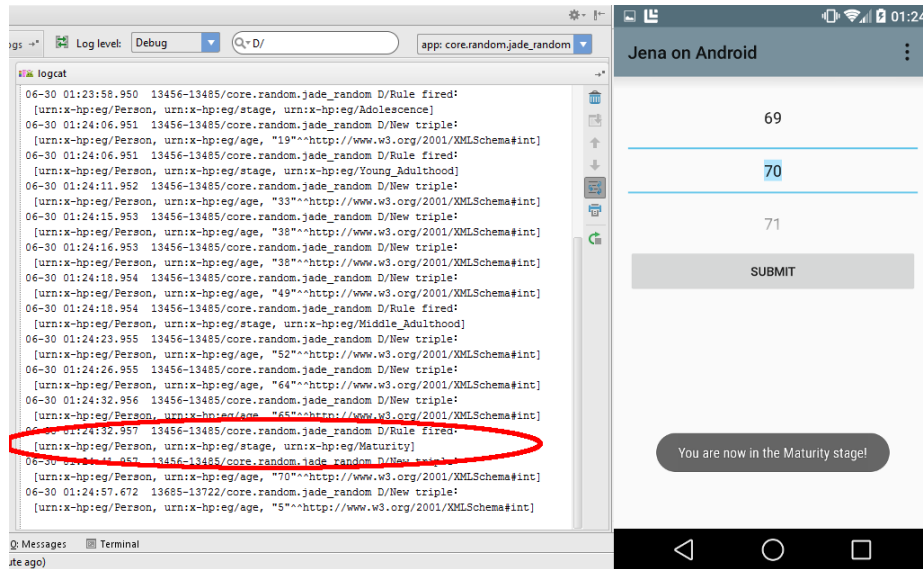 ogs
Log level: Debug
D/
app: core.random.jade_random
logcat
06-30 01:23:58.950 13456-13485/core.random.jade_random D/Rule fired:
[urn:x-hp:eg/Person, urn:x-hp:eg/stage, urn:x-hp:eg/Adolescence]
06-30 01:24:06.951 13456-13485/core.random.jade_random D/New triple:
[urn:x-hp:eg/Person, urn:x-hp:eg/age, "19"^^http://www.w3.org/2001/XMLSchema#int]
06-30 01:24:06.951 13456-13485/core.random.jade_random D/Rule fired:
[urn:x-hp:eg/Person, urn:x-hp:eg/stage, urn:x-hp:eg/Young_Adulthood]
06-30 01:24:11.952 13456-13485/core.random.jade_random D/New triple:
[urn:x-hp:eg/Person, urn:x-hp:eg/age, "33"^^http://www.w3.org/2001/XMLSchema#int]
06-30 01:24:15.953 13456-13485/core.random.jade_random D/New triple:
[urn:x-hp:eg/Person, urn:x-hp:eg/age, "38"^^http://www.w3.org/2001/XMLSchema#int]
06-30 01:24:16.953 13456-13485/core.random.jade_random D/New triple:
[urn:x-hp:eg/Person, urn:x-hp:eg/age, "38"^^http://www.w3.org/2001/XMLSchema#int]
06-30 01:24:18.954 13456-13485/core.random.jade_random D/New triple:
[urn:x-hp:eg/Person, urn:x-hp:eg/age, "49"^^http://www.w3.org/2001/XMLSchema#int]
06-30 01:24:18.954 13456-13485/core.random.jade_random D/Rule fired:
[urn:x-hp:eg/Person, urn:x-hp:eg/stage, urn:x-hp:eg/Middle_Adulthood]
06-30 01:24:23.955 13456-13485/core.random.jade_random D/New triple:
[urn:x-hp:eg/Person, urn:x-hp:eg/age, "52"^^http://www.w3.org/2001/XMLSchema#int]
06-30 01:24:26.955 13456-13485/core.random.jade_random D/New triple:
[urn:x-hp:eg/Person, urn:x-hp:eg/age, "64"^^http://www.w3.org/2001/XMLSchema#int]
06-30 01:24:32.956 13456-13485/core.random.jade_random D/New triple:
[urn:x-hp:eg/Person, urn:x-hp:eg/age, "65"^^http://www.w3.org/2001/XMLSchema#int]
06-30 01:24:32.957 13456-13485/core.random.jade_random D/Rule fired:
[urn:x-hp:eg/Person, urn:x-hp:eg/stage, urn:x-hp:eg/Maturity]
06-30 13456-13485/core.random.jade_random D/New triple:
[urn:x-hp:eg/Person, urn:x-hp:eg/age, "70"^^http://www.w3.org/2001/XMLSchema#int]
06-30 01:24:57.672 13685-13722/core.random.jade_random D/New triple:
[urn:x-hp:eg/Person, urn:x-hp:eg/age, "5"^^http://www.w3.org/2001/XMLSchema#int]
0: Messages Terminal
ute ago)
01:24
Jena on Android
69
70
71
SUBMIT
You are now in the Maturity stage!